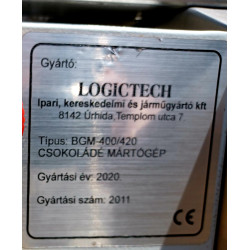 Gyártó:
LOGICTECH
Ipari, kereskedelmi és járműgyártó kft
8142 Úrhida,Templom utca 7
Típus: BGM-400/420
CSOKOLÁDÉ MÁRTÓGÉP
Gyártási év: 2020.
Gyártási szám: 2011
CE